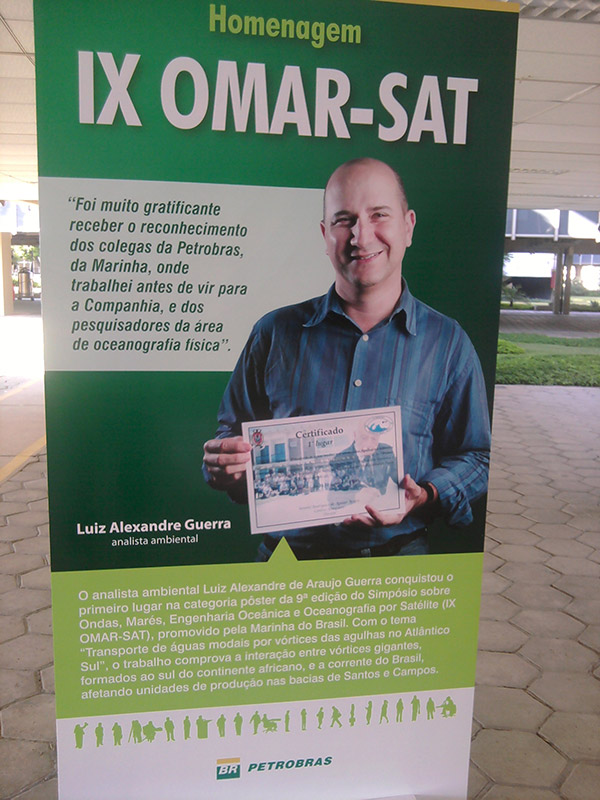 Homenagem
IX OMAR-SAT
“Foi muito gratificante
receber o reconhecimento
dos colegas da Petrobras,
da Marinha, onde
trabalhei antes de vir para
a Companhia, e dos
pesquisadores da área
de oceanografia física”.
Certificado
1º lugar
Luiz Alexandre Guerra
analista ambiental
O analista ambiental Luiz Alexandre de Araujo Guerra conquistou o
primeiro lugar na categoria pôster da 9ª edição do Simpósio sobre
Ondas, Marés, Engenharia Oceânica e Oceanografia por Satélite (IX
OMAR-SAT), promovido pela Marinha do Brasil. Com o tema
“Transporte de águas modais por vórtices das agulhas no Atlântico
Sul”, o trabalho comprova a interação entre vórtices gigantes,
formados ao sul do continente africano, e a corrente do Brasil,
afetando unidades de produção nas bacias de Santos e Campos.
BR PETROBRAS